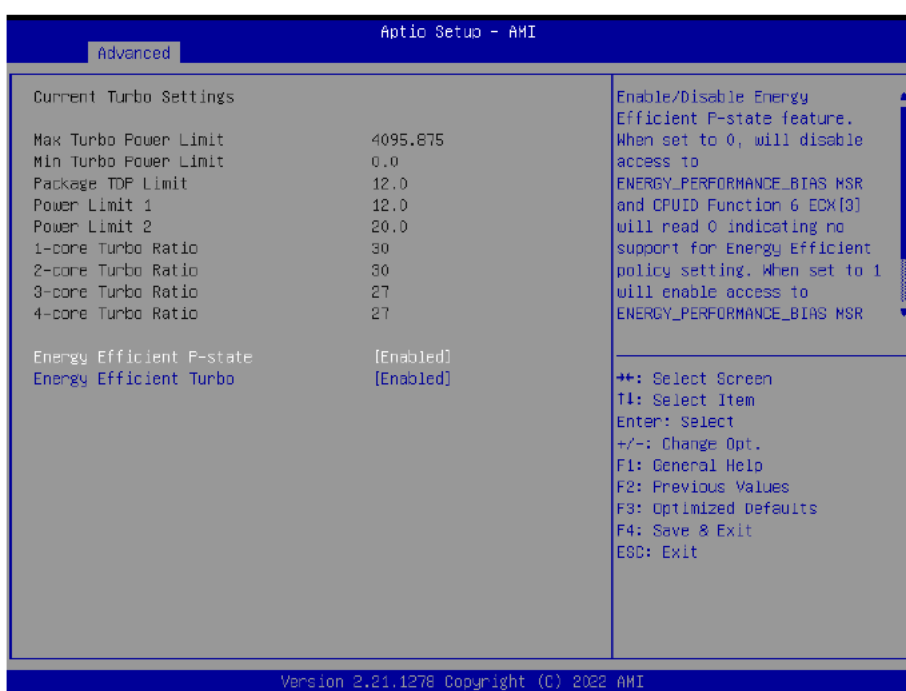 Aptio Setup - AMI
Advanced
Current Turbo Settings
Max Turbo Power Limit 4095.875
Min Turbo Power Limit 0.0
Package TDP Limit 12.0
Power Limit 1 12.0
Power Limit 2 20.0
1-core Turbo Ratio 30
2-core Turbo Ratio 30
3-core Turbo Ratio 27
4-core Turbo Ratio 27
Energy Efficient P-state [Enabled]
Energy Efficient Turbo [Enabled]
Enable/Disable Energy
Efficient P-state feature.
When set to 0, will disable
access to
ENERGY_PERFORMANCE_BIAS MSR
and CPUID Function 6 ECX[3]
will read 0 indicating no
support for Energy Efficient
policy setting. When set to 1
will enable access to
ENERGY_PERFORMANCE_BIAS MSR
→←: Select Screen
↑↓: Select Item
Enter: Select
+/-: Change Opt.
F1: General Help
F2: Previous Values
F3: Optimized Defaults
F4: Save & Exit
ESC: Exit
Version 2.21.1278 Copyright (C) 2022 AMI